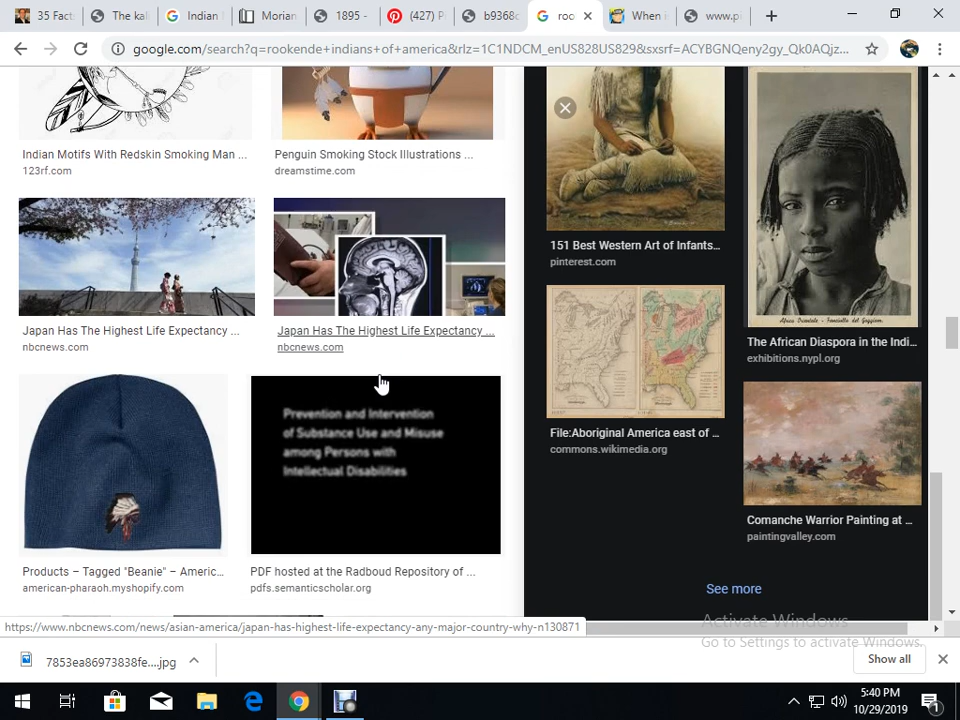 35 Facts
The kali
Indian
Morian
1895 -
(427) P
b9368c
roo
When i
www.p
google.com/search?q=rookende+indians+of+america&rlz=1C1NDCM_enUS828US829&sxsrf=ACYBGNQeny2gy_Qk0AQjz...
Indian Motifs With Redskin Smoking Man ...
123rf.com
Penguin Smoking Stock Illustrations ...
dreamstime.com
Japan Has The Highest Life Expectancy ...
nbcnews.com
Japan Has The Highest Life Expectancy ...
nbcnews.com
Prevention and Intervention
of Substance Use and Misuse
among Persons with
Intellectual Disabilities
Products – Tagged "Beanie" – Americ...
american-pharaoh.myshopify.com
PDF hosted at the Radboud Repository of ...
pdfs.semanticscholar.org
151 Best Western Art of Infants...
pinterest.com
The African Diaspora in the Indi...
exhibitions.nypl.org
File:Aboriginal America east of ...
commons.wikimedia.org
Comanche Warrior Painting at ...
paintingvalley.com
See more
https://www.nbcnews.com/news/asian-america/japan-has-highest-life-expectancy-any-major-country-why-n130871
Activate Windows
Go to Settings to activate Windows.
7853ea86973838fe....jpg
Show all
5:40 PM
10/29/2019
1